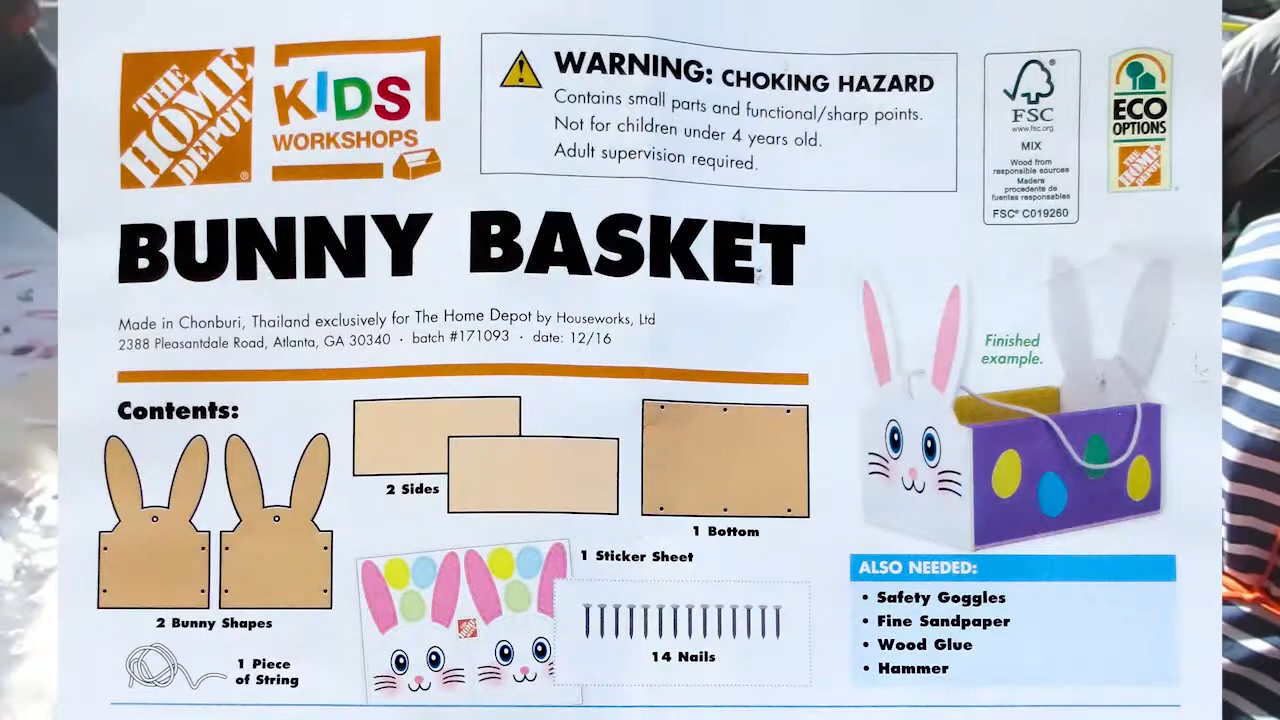 THE
HOME
DEPOT
KIDS
WORKSHOPS
WARNING: CHOKING HAZARD
Contains small parts and functional/sharp points.
Not for children under 4 years old.
Adult supervision required.
FSC
www.fsc.org
MIX
Wood from
responsible sources
Madera
procedente de
fuentes responsables
FSC® C019260
ECO
OPTIONS
THE
HOME
DEPOT
BUNNY BASKET
Made in Chonburi, Thailand exclusively for The Home Depot by Houseworks, Ltd
2388 Pleasantdale Road, Atlanta, GA 30340 · batch #171093 · date: 12/16
Finished
example.
Contents:
2 Sides
1 Bottom
1 Sticker Sheet
2 Bunny Shapes
14 Nails
1 Piece
of String
ALSO NEEDED:
• Safety Goggles
• Fine Sandpaper
• Wood Glue
• Hammer